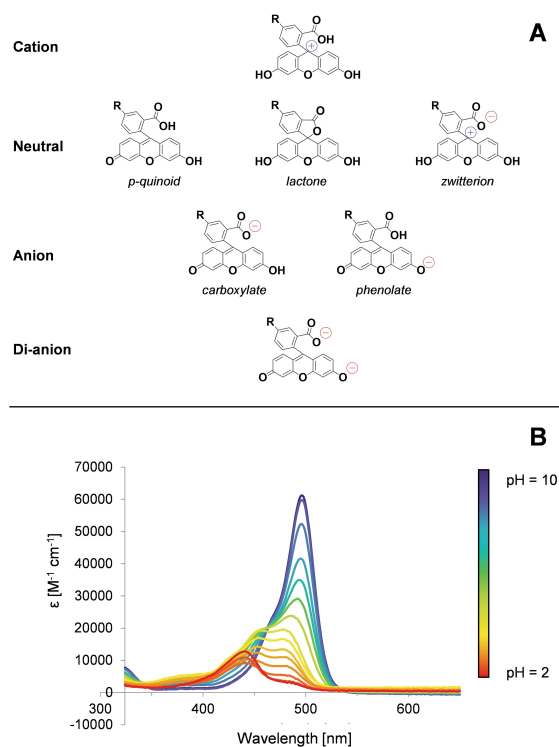 A
Cation
R
O
OH
+
HO
O
OH
Neutral
R
O
OH
O
O
OH
p-quinoid
R
O
O
HO
O
OH
lactone
R
O
O
−
+
HO
O
OH
zwitterion
Anion
R
O
O
−
O
O
OH
carboxylate
R
O
OH
O
O
O
−
phenolate
Di-anion
R
O
O
−
O
O
O
−
B
70000
60000
50000
40000
30000
20000
10000
0
-10000
300
400
500
600
ε [M-1 cm-1]
Wavelength [nm]
pH = 10
pH = 2